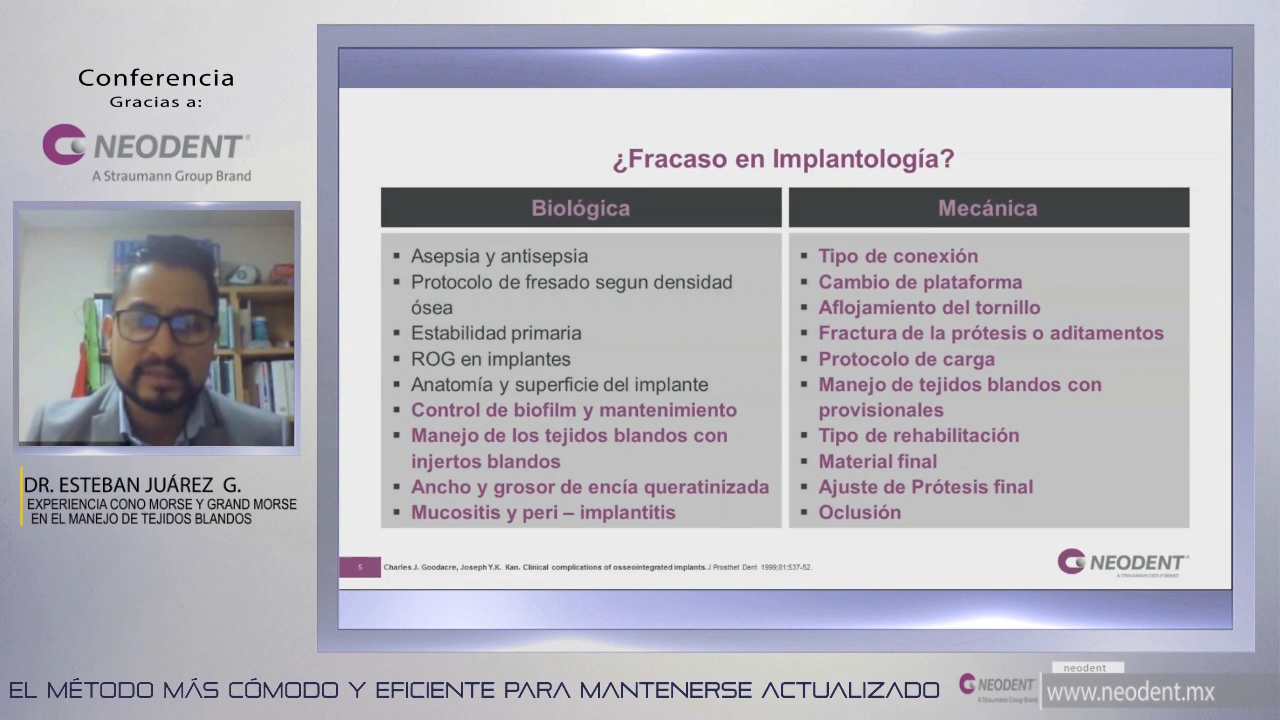 Conferencia
Gracias a:
NEODENT
A Straumann Group Brand
DR. ESTEBAN JUÁREZ G.
EXPERIENCIA CONO MORSE Y GRAND MORSE
EN EL MANEJO DE TEJIDOS BLANDOS
¿Fracaso en Implantología?
Biológica
Asepsia y antisepsia
Protocolo de fresado segun densidad
ósea
Estabilidad primaria
ROG en implantes
Anatomía y superficie del implante
Control de biofilm y mantenimiento
Manejo de los tejidos blandos con
injertos blandos
Ancho y grosor de encía queratinizada
Mucositis y peri – implantitis
Mecánica
Tipo de conexión
Cambio de plataforma
Aflojamiento del tornillo
Fractura de la prótesis o aditamentos
Protocolo de carga
Manejo de tejidos blandos con
provisionales
Tipo de rehabilitación
Material final
Ajuste de Prótesis final
Oclusión
5
Charles J. Goodacre, Joseph Y.K. Kan. Clinical complications of osseointegrated implants. J Prosthet Dent 1999;81:537-52.
NEODENT
A STRAUMANN GROUP BRAND
EL MÉTODO MÁS CÓMODO Y EFICIENTE PARA MANTENERSE ACTUALIZADO
NEODENT
A Straumann Group Brand
neodent
www.neodent.mx